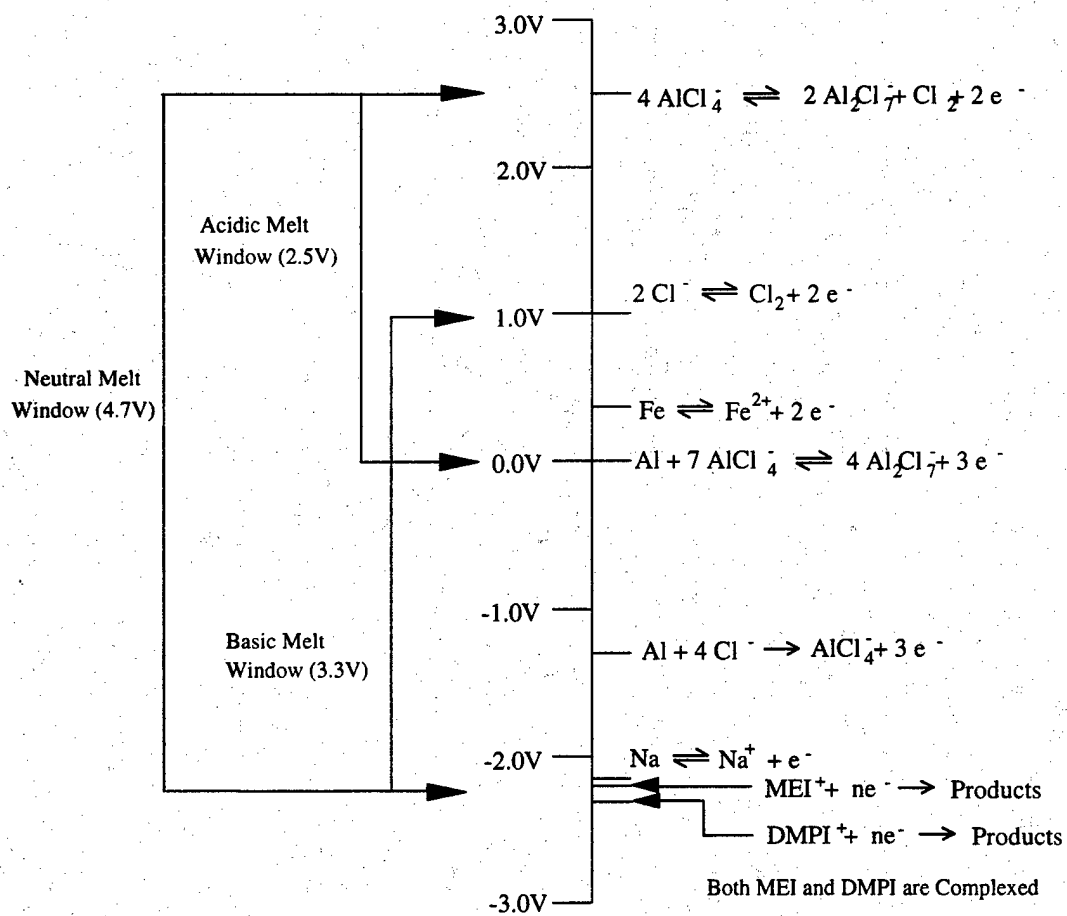 3.0V
4 AlCl₄⁻ ⇌ 2 Al₂Cl₇⁻ + Cl₂ + 2 e⁻
2.0V
Acidic Melt
Window (2.5V)
2 Cl⁻ ⇌ Cl₂ + 2 e⁻
1.0V
Neutral Melt
Window (4.7V)
Fe ⇌ Fe²⁺ + 2 e⁻
0.0V
Al + 7 AlCl₄⁻ ⇌ 4 Al₂Cl₇⁻ + 3 e⁻
-1.0V
Basic Melt
Window (3.3V)
Al + 4 Cl⁻ → AlCl₄⁻ + 3 e⁻
-2.0V
Na ⇌ Na⁺ + e⁻
MEI⁺ + ne⁻ → Products
DMPI⁺ + ne⁻ → Products
Both MEI and DMPI are Complexed
-3.0V